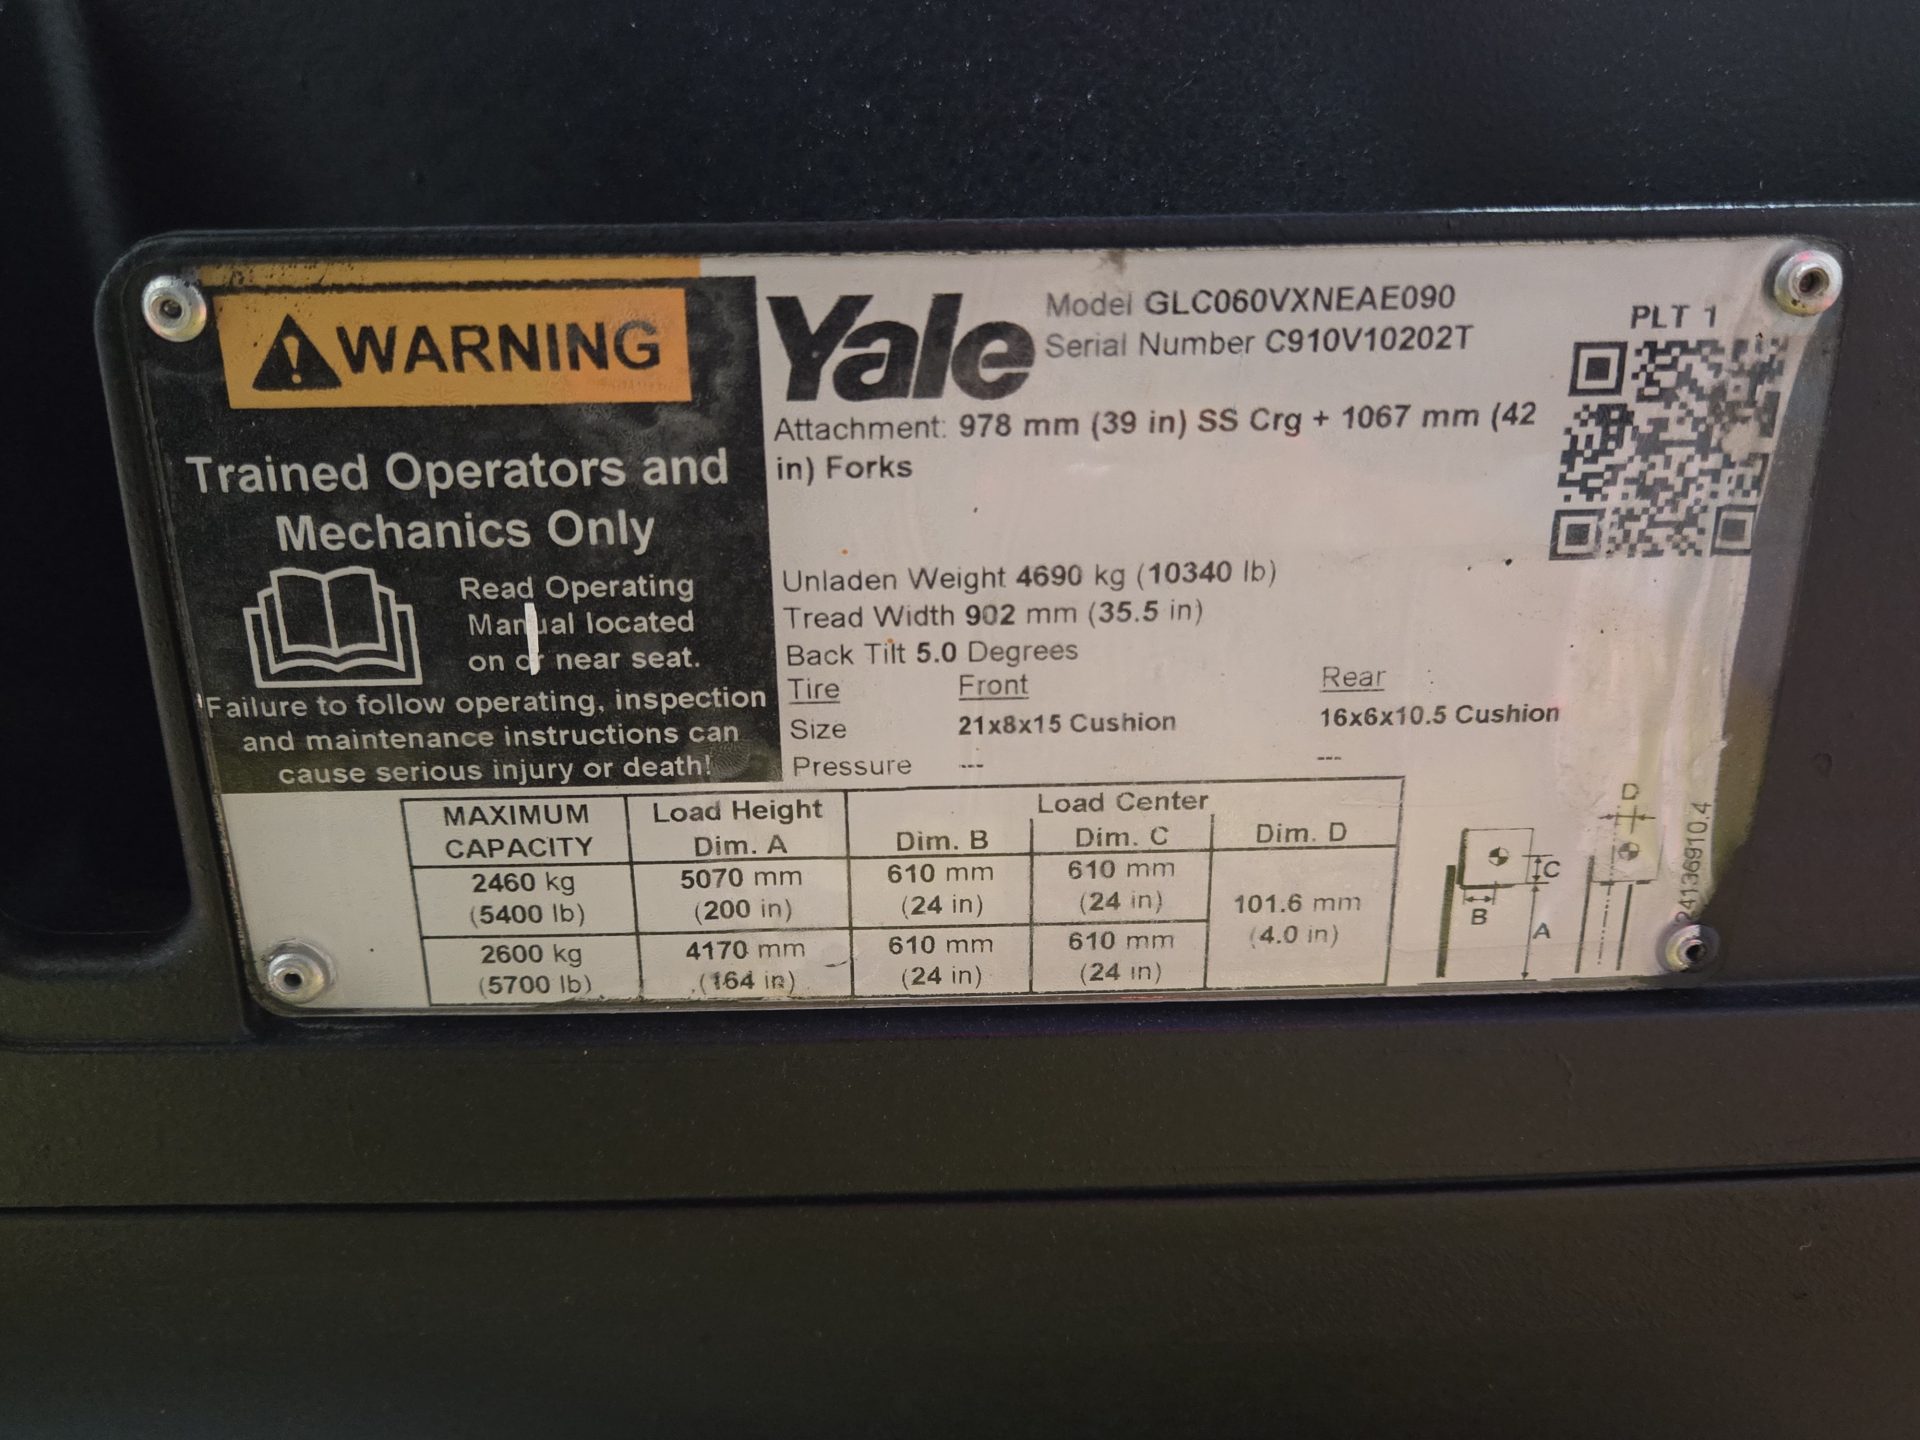 WARNING
Trained Operators and
Mechanics Only
Read Operating
Manual located
on or near seat.
Failure to follow operating, inspection
and maintenance instructions can
cause serious injury or death!
Yale
Model GLC060VXNEAE090
Serial Number C910V10202T
PLT 1
Attachment: 978 mm (39 in) SS Crg + 1067 mm (42
in) Forks
Unladen Weight 4690 kg (10340 lb)
Tread Width 902 mm (35.5 in)
Back Tilt 5.0 Degrees
Tire Front Rear
Size 21x8x15 Cushion 16x6x10.5 Cushion
Pressure --- ---
MAXIMUM
CAPACITY
Load Height
Dim. A
Load Center
Dim. B Dim. C Dim. D
2460 kg 5070 mm 610 mm 610 mm
(5400 lb) (200 in) (24 in) (24 in)
101.6 mm
(4.0 in)
2600 kg 4170 mm 610 mm 610 mm
(5700 lb) (164 in) (24 in) (24 in)
B
C
A
D
24136910.4